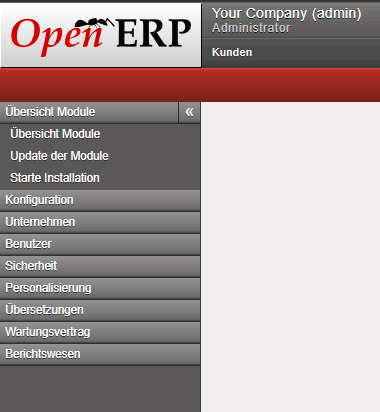 Open ERP
Your Company (admin)
Administrator
Kunden
Übersicht Module «
Übersicht Module
Update der Module
Starte Installation
Konfiguration
Unternehmen
Benutzer
Sicherheit
Personalisierung
Übersetzungen
Wartungsvertrag
Berichtswesen